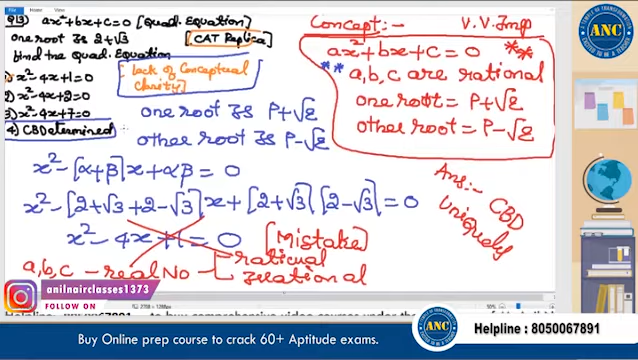 Q13) ax²+bx+c=0 [Quad. Equation]
one root is 2+√3 [CAT Replica]
find the Quad. Equation
1) x²-4x+1=0
2) x²-4x+2=0
3) x²-4x+7=0
4) CBDetermined
[Lack of Conceptual
Clarity]
one root is P+√ε
other root is P-√ε
x²-[α+β]x+αβ=0
x²-[2+√3+2-√3]x+[2+√3][2-√3]=0
x²-4x+1=0 [Mistake]
a,b,c - real No - rational
irrational
Concept:- V.V.Imp
ax²+bx+c=0 **
** a,b,c are rational
one root = P+√ε
other root = P-√ε
Ans:- CBD
Uniquely
ANC
anilnairclasses1373
FOLLOW ON
Buy Online prep course to crack 60+ Aptitude exams.
ANC
Helpline : 8050067891